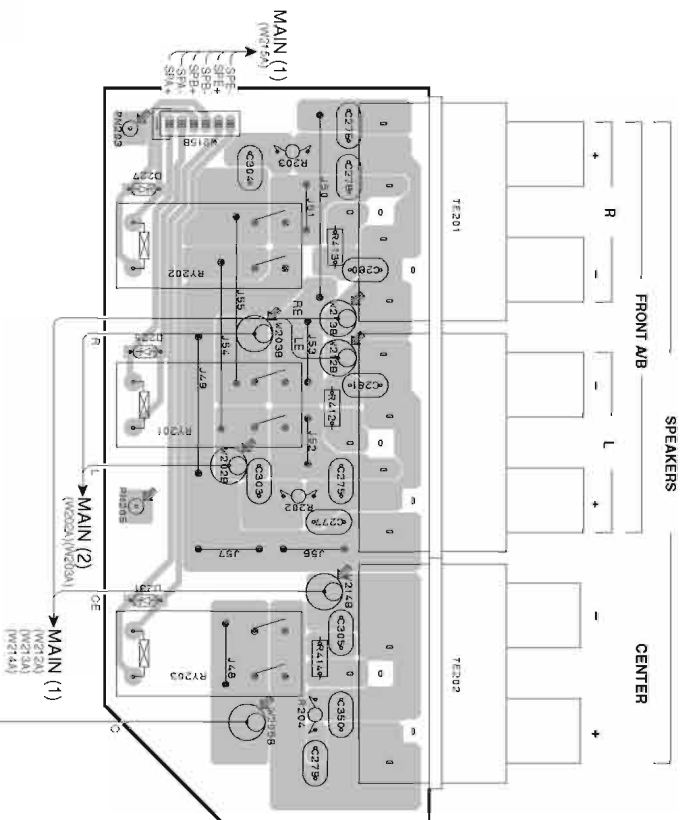 SPEAKERS
FRONT A/B
CENTER
R
L
+
−
−
+
−
+
TE201
TE202
MAIN (1)
(W215A)
SPE-
SPE+
SPB-
SPB+
SPA-
SPA+
W215B
D227
C304
R203
C276
C278
J50
J51
R413
C280
RY202
J55
J54
RE
LE
W203B
W213B
W212B
J53
C281
R412
J49
RY201
J52
W202B
C303
R202
C275
C277
J57
J56
R
L
MAIN (2)
(W202A)(W203A)
MAIN (1)
(W212A)
(W213A)
(W214A)
CE
W214B
C305
R414
J48
RY203
R204
C350
C279
C